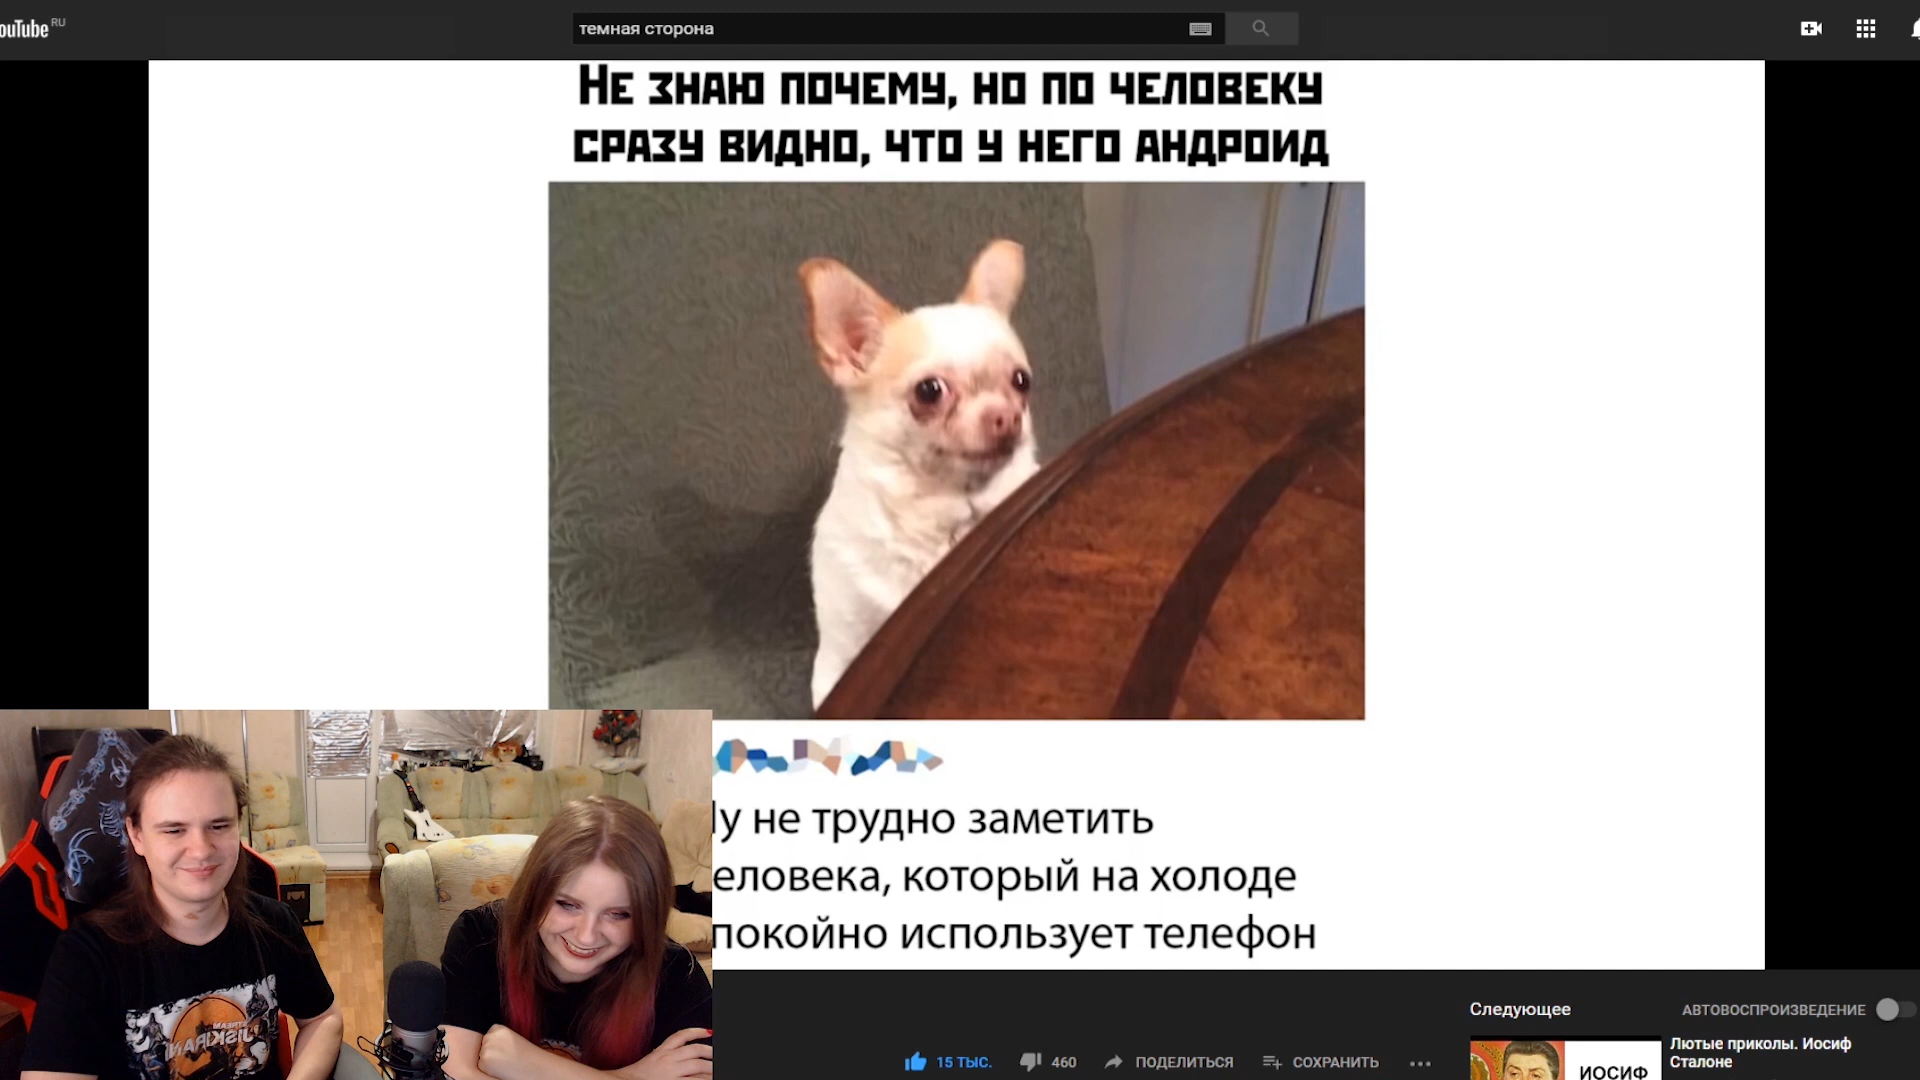 ouTube RU
темная сторона
Не знаю почему, но по человеку
сразу видно, что у него андроид
у не трудно заметить
еловека, который на холоде
покойно использует телефон
Следующее
АВТОВОСПРОИЗВЕДЕНИЕ
Лютые приколы. Иосиф
Сталоне
ИОСИФ
15 ТЫС.
460
ПОДЕЛИТЬСЯ
СОХРАНИТЬ